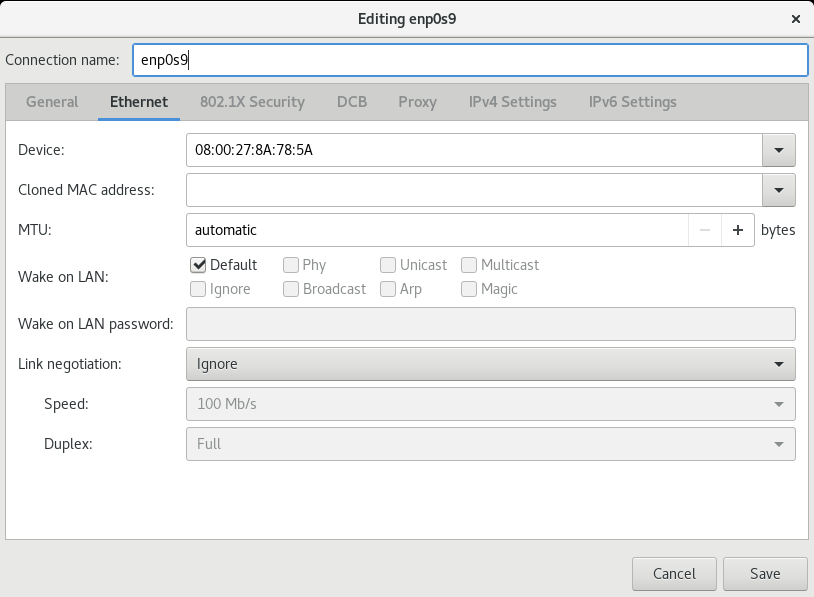 Editing enp0s9
Connection name: enp0s9
General Ethernet 802.1X Security DCB Proxy IPv4 Settings IPv6 Settings
Device: 08:00:27:8A:78:5A
Cloned MAC address:
MTU: automatic bytes
Wake on LAN: Default Phy Unicast Multicast
Ignore Broadcast Arp Magic
Wake on LAN password:
Link negotiation: Ignore
Speed: 100 Mb/s
Duplex: Full
Cancel Save